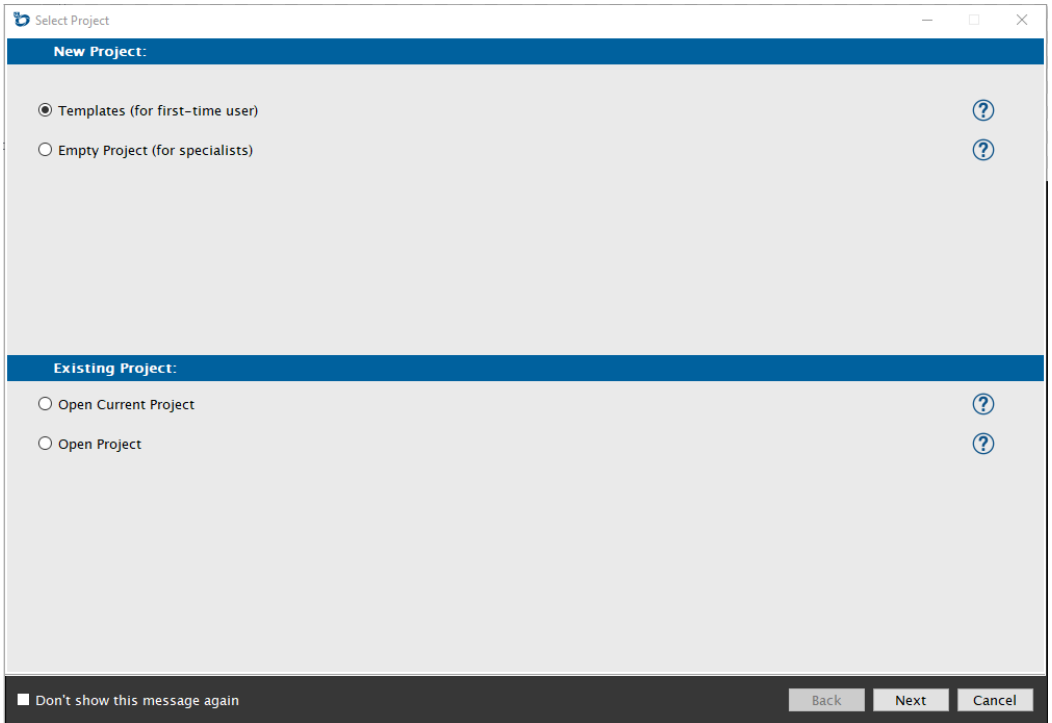 Select Project
New Project:
Templates (for first-time user)
?
Empty Project (for specialists)
?
Existing Project:
Open Current Project
?
Open Project
?
Don't show this message again
Back
Next
Cancel